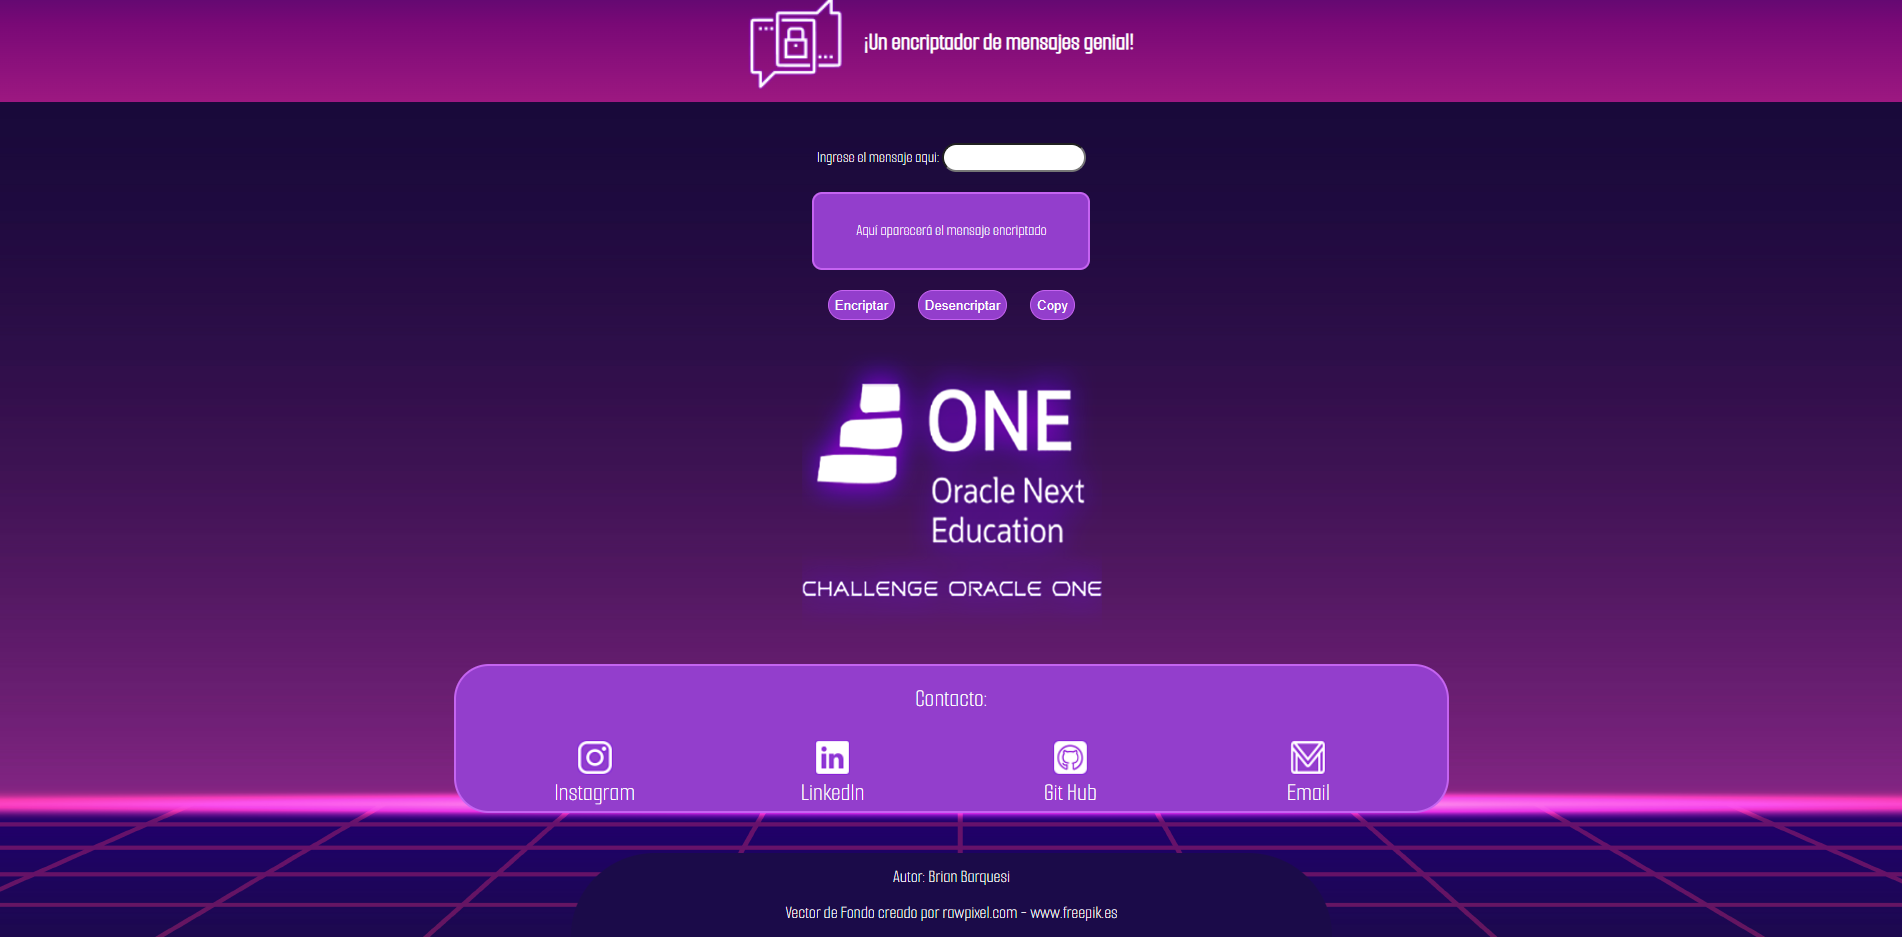 ¡Un encriptador de mensajes genial!
Ingrese el mensaje aqui:
Aquí aparecerá el mensaje encriptado
Encriptar Desencriptar Copy
ONE
Oracle Next
Education
CHALLENGE ORACLE ONE
Contacto:
Instagram LinkedIn Git Hub Email
Autor: Brian Barquesi
Vector de Fondo creado por rawpixel.com - www.freepik.es